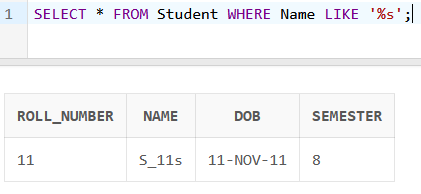 1 SELECT * FROM Student WHERE Name LIKE '%s';
ROLL_NUMBER NAME DOB SEMESTER
11 S_11s 11-NOV-11 8